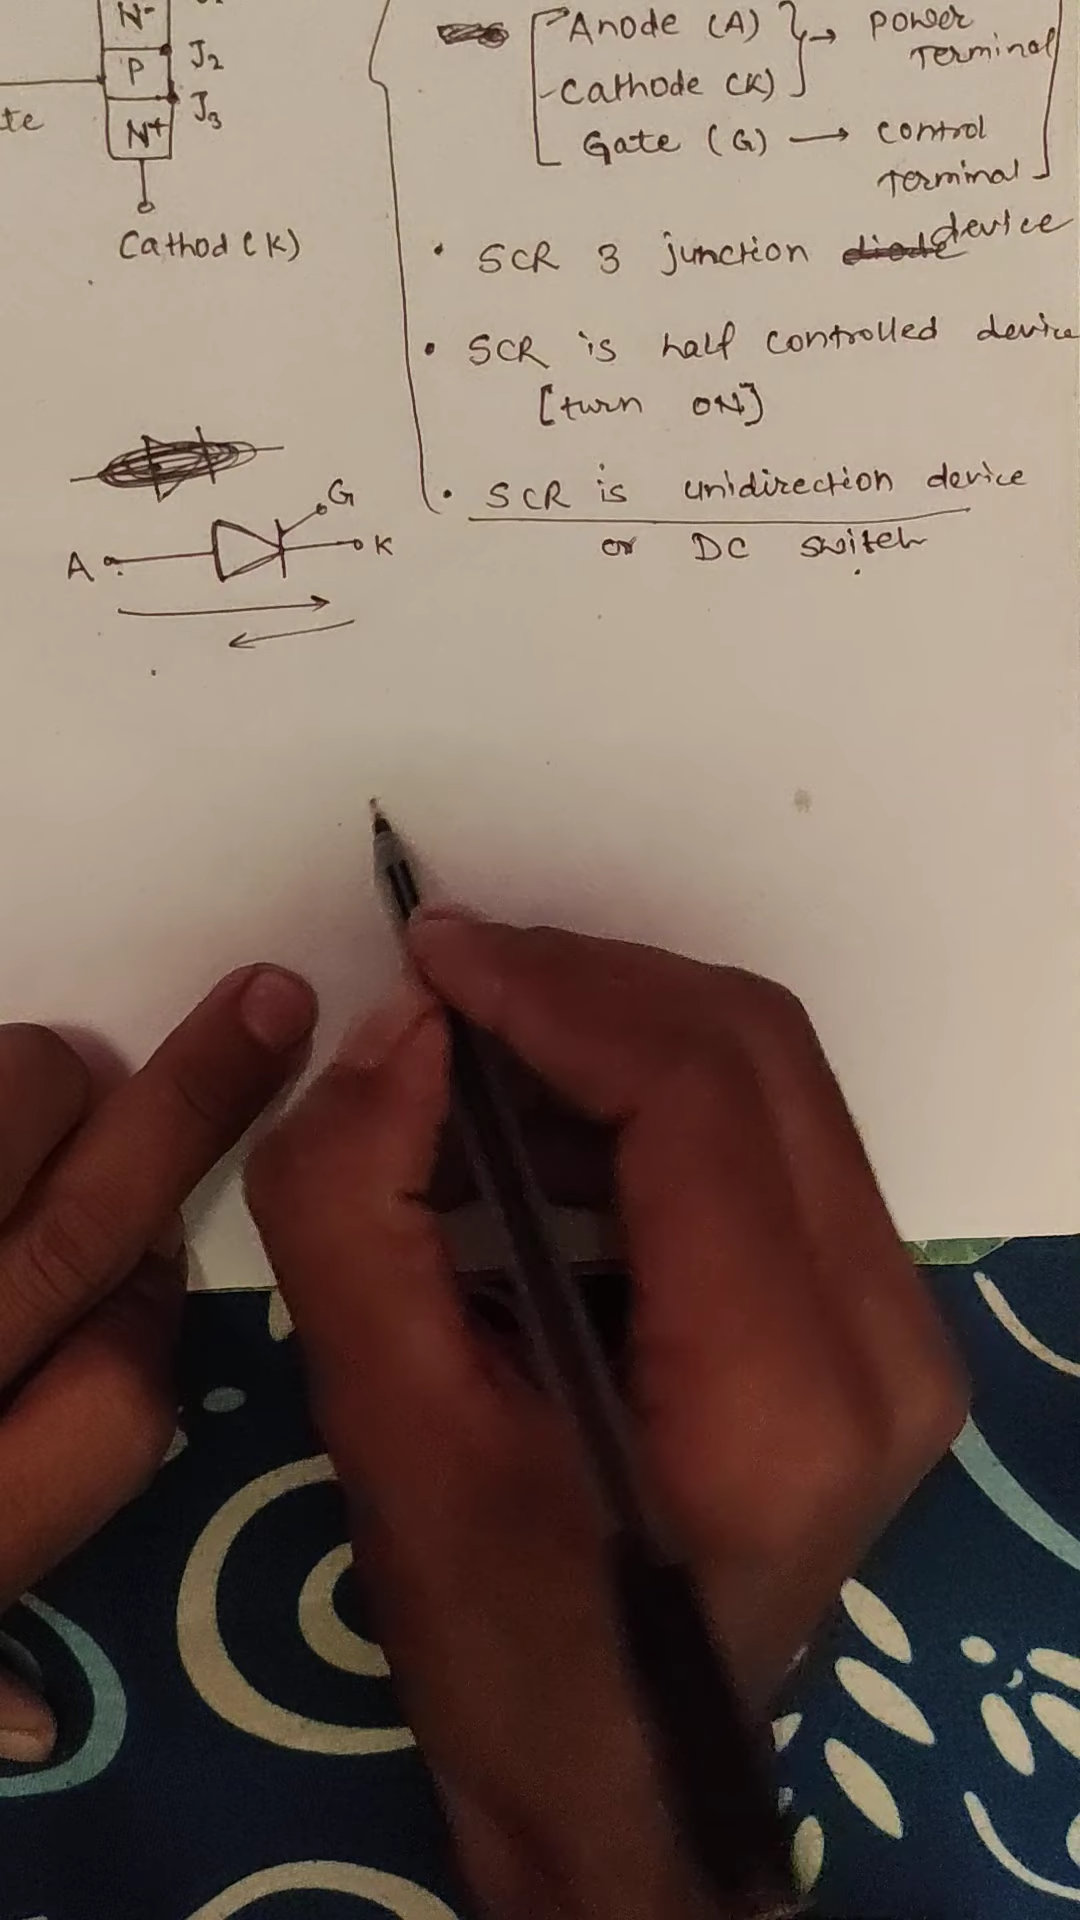 N-
P
J2
J3
te
N+
Cathod (K)
Anode (A)
Cathode (K)
→ power
terminal
Gate (G) → control
terminal
• SCR 3 junction device
• SCR is half controlled device
[turn ON]
• SCR is unidirection device
or DC switch
G
A
K